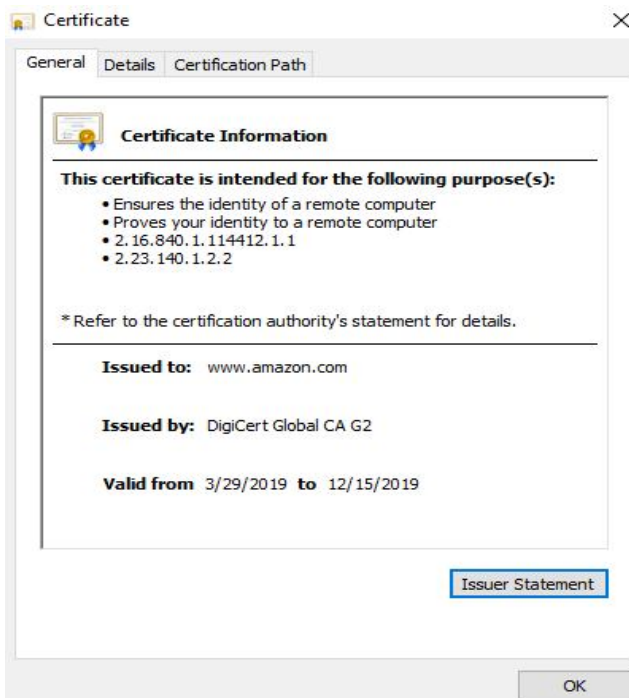 Certificate
General Details Certification Path
Certificate Information
This certificate is intended for the following purpose(s):
• Ensures the identity of a remote computer
• Proves your identity to a remote computer
• 2.16.840.1.114412.1.1
• 2.23.140.1.2.2
* Refer to the certification authority's statement for details.
Issued to: www.amazon.com
Issued by: DigiCert Global CA G2
Valid from 3/29/2019 to 12/15/2019
Issuer Statement
OK